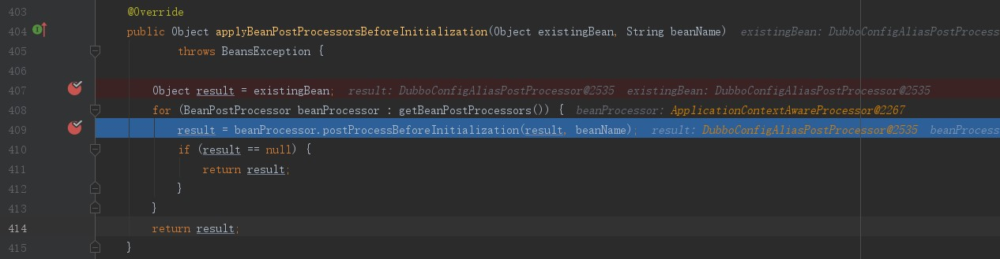 403 @Override
404 public Object applyBeanPostProcessorsBeforeInitialization(Object existingBean, String beanName) existingBean: DubboConfigAliasPostProcess
405 throws BeansException {
406
407 Object result = existingBean; result: DubboConfigAliasPostProcessor@2535 existingBean: DubboConfigAliasPostProcessor@2535
408 for (BeanPostProcessor beanProcessor : getBeanPostProcessors()) { beanProcessor: ApplicationContextAwareProcessor@2267
409 result = beanProcessor.postProcessBeforeInitialization(result, beanName); result: DubboConfigAliasPostProcessor@2535 beanProcess
410 if (result == null) {
411 return result;
412 }
413 }
414 return result;
415 }